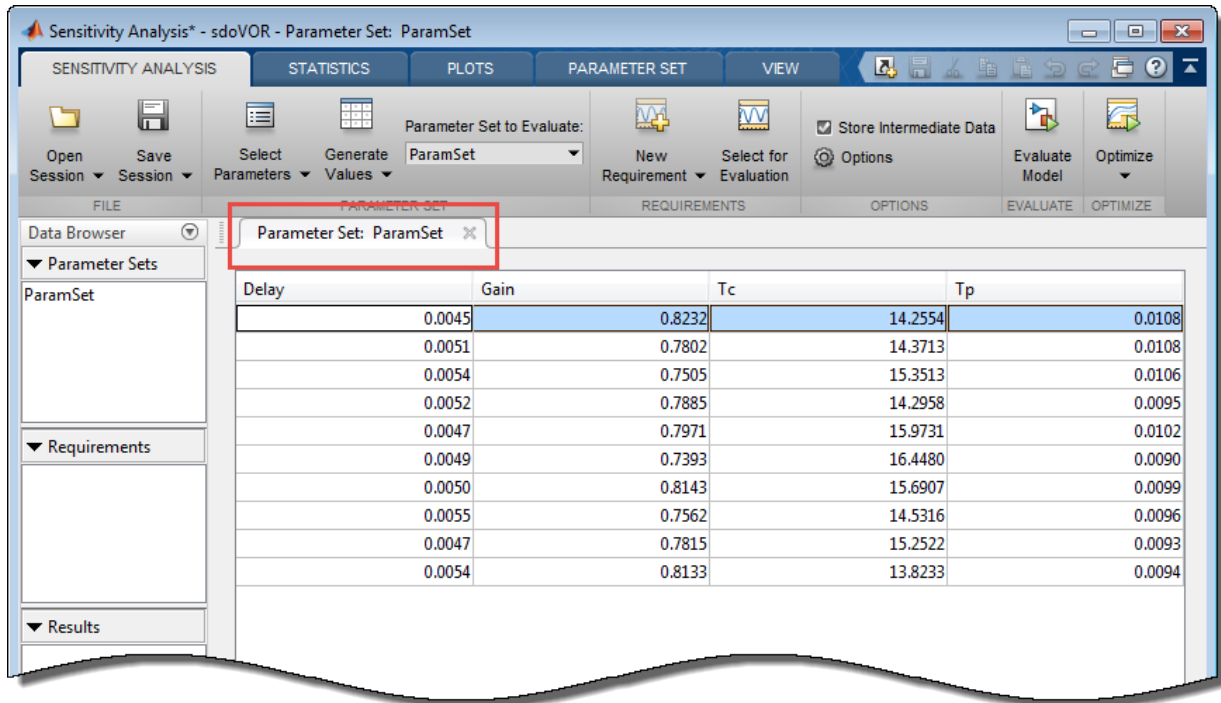 Sensitivity Analysis* - sdoVOR - Parameter Set: ParamSet
SENSITIVITY ANALYSIS STATISTICS PLOTS PARAMETER SET VIEW
Open Session
Save Session
Select Parameters
Generate Values
Parameter Set to Evaluate:
ParamSet
New Requirement
Select for Evaluation
Store Intermediate Data
Options
Evaluate Model
Optimize
FILE PARAMETER SET REQUIREMENTS OPTIONS EVALUATE OPTIMIZE
Data Browser
Parameter Sets
ParamSet
Requirements
Results
Parameter Set: ParamSet
Delay Gain Tc Tp
0.0045 0.8232 14.2554 0.0108
0.0051 0.7802 14.3713 0.0108
0.0054 0.7505 15.3513 0.0106
0.0052 0.7885 14.2958 0.0095
0.0047 0.7971 15.9731 0.0102
0.0049 0.7393 16.4480 0.0090
0.0050 0.8143 15.6907 0.0099
0.0055 0.7562 14.5316 0.0096
0.0047 0.7815 15.2522 0.0093
0.0054 0.8133 13.8233 0.0094